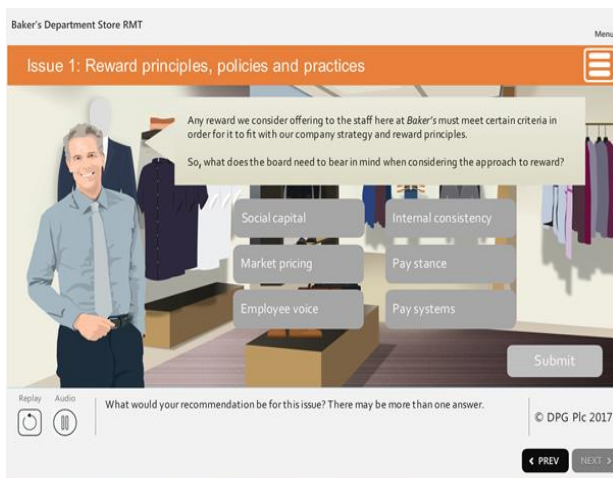 Baker's Department Store RMT
Menu
Issue 1: Reward principles, policies and practices
Any reward we consider offering to the staff here at Baker's must meet certain criteria in
order for it to fit with our company strategy and reward principles.
So, what does the board need to bear in mind when considering the approach to reward?
Social capital
Internal consistency
Market pricing
Pay stance
Employee voice
Pay systems
Submit
Replay
Audio
What would your recommendation be for this issue? There may be more than one answer.
© DPG Plc 2017
PREV
NEXT